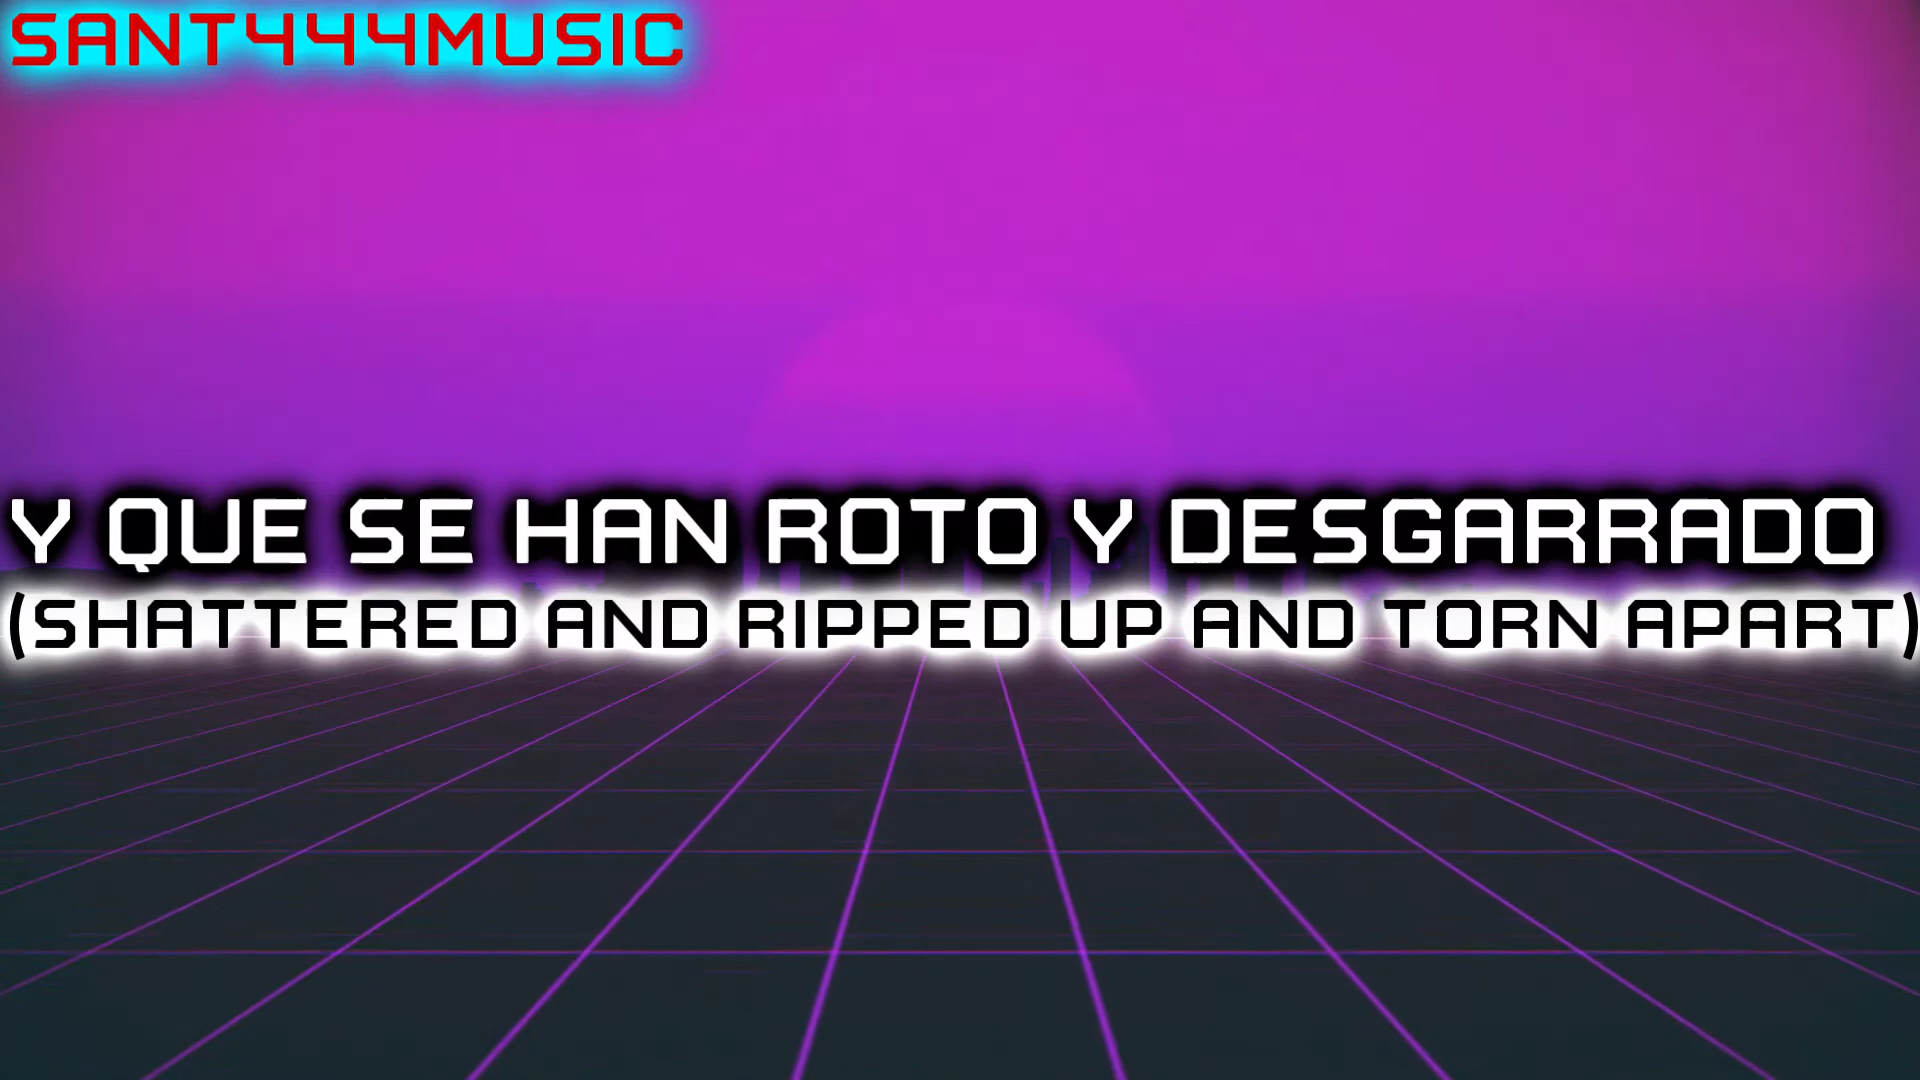 SANT444MUSIC
Y QUE SE HAN ROTO Y DESGARRADO
(SHATTERED AND RIPPED UP AND TORN APART)